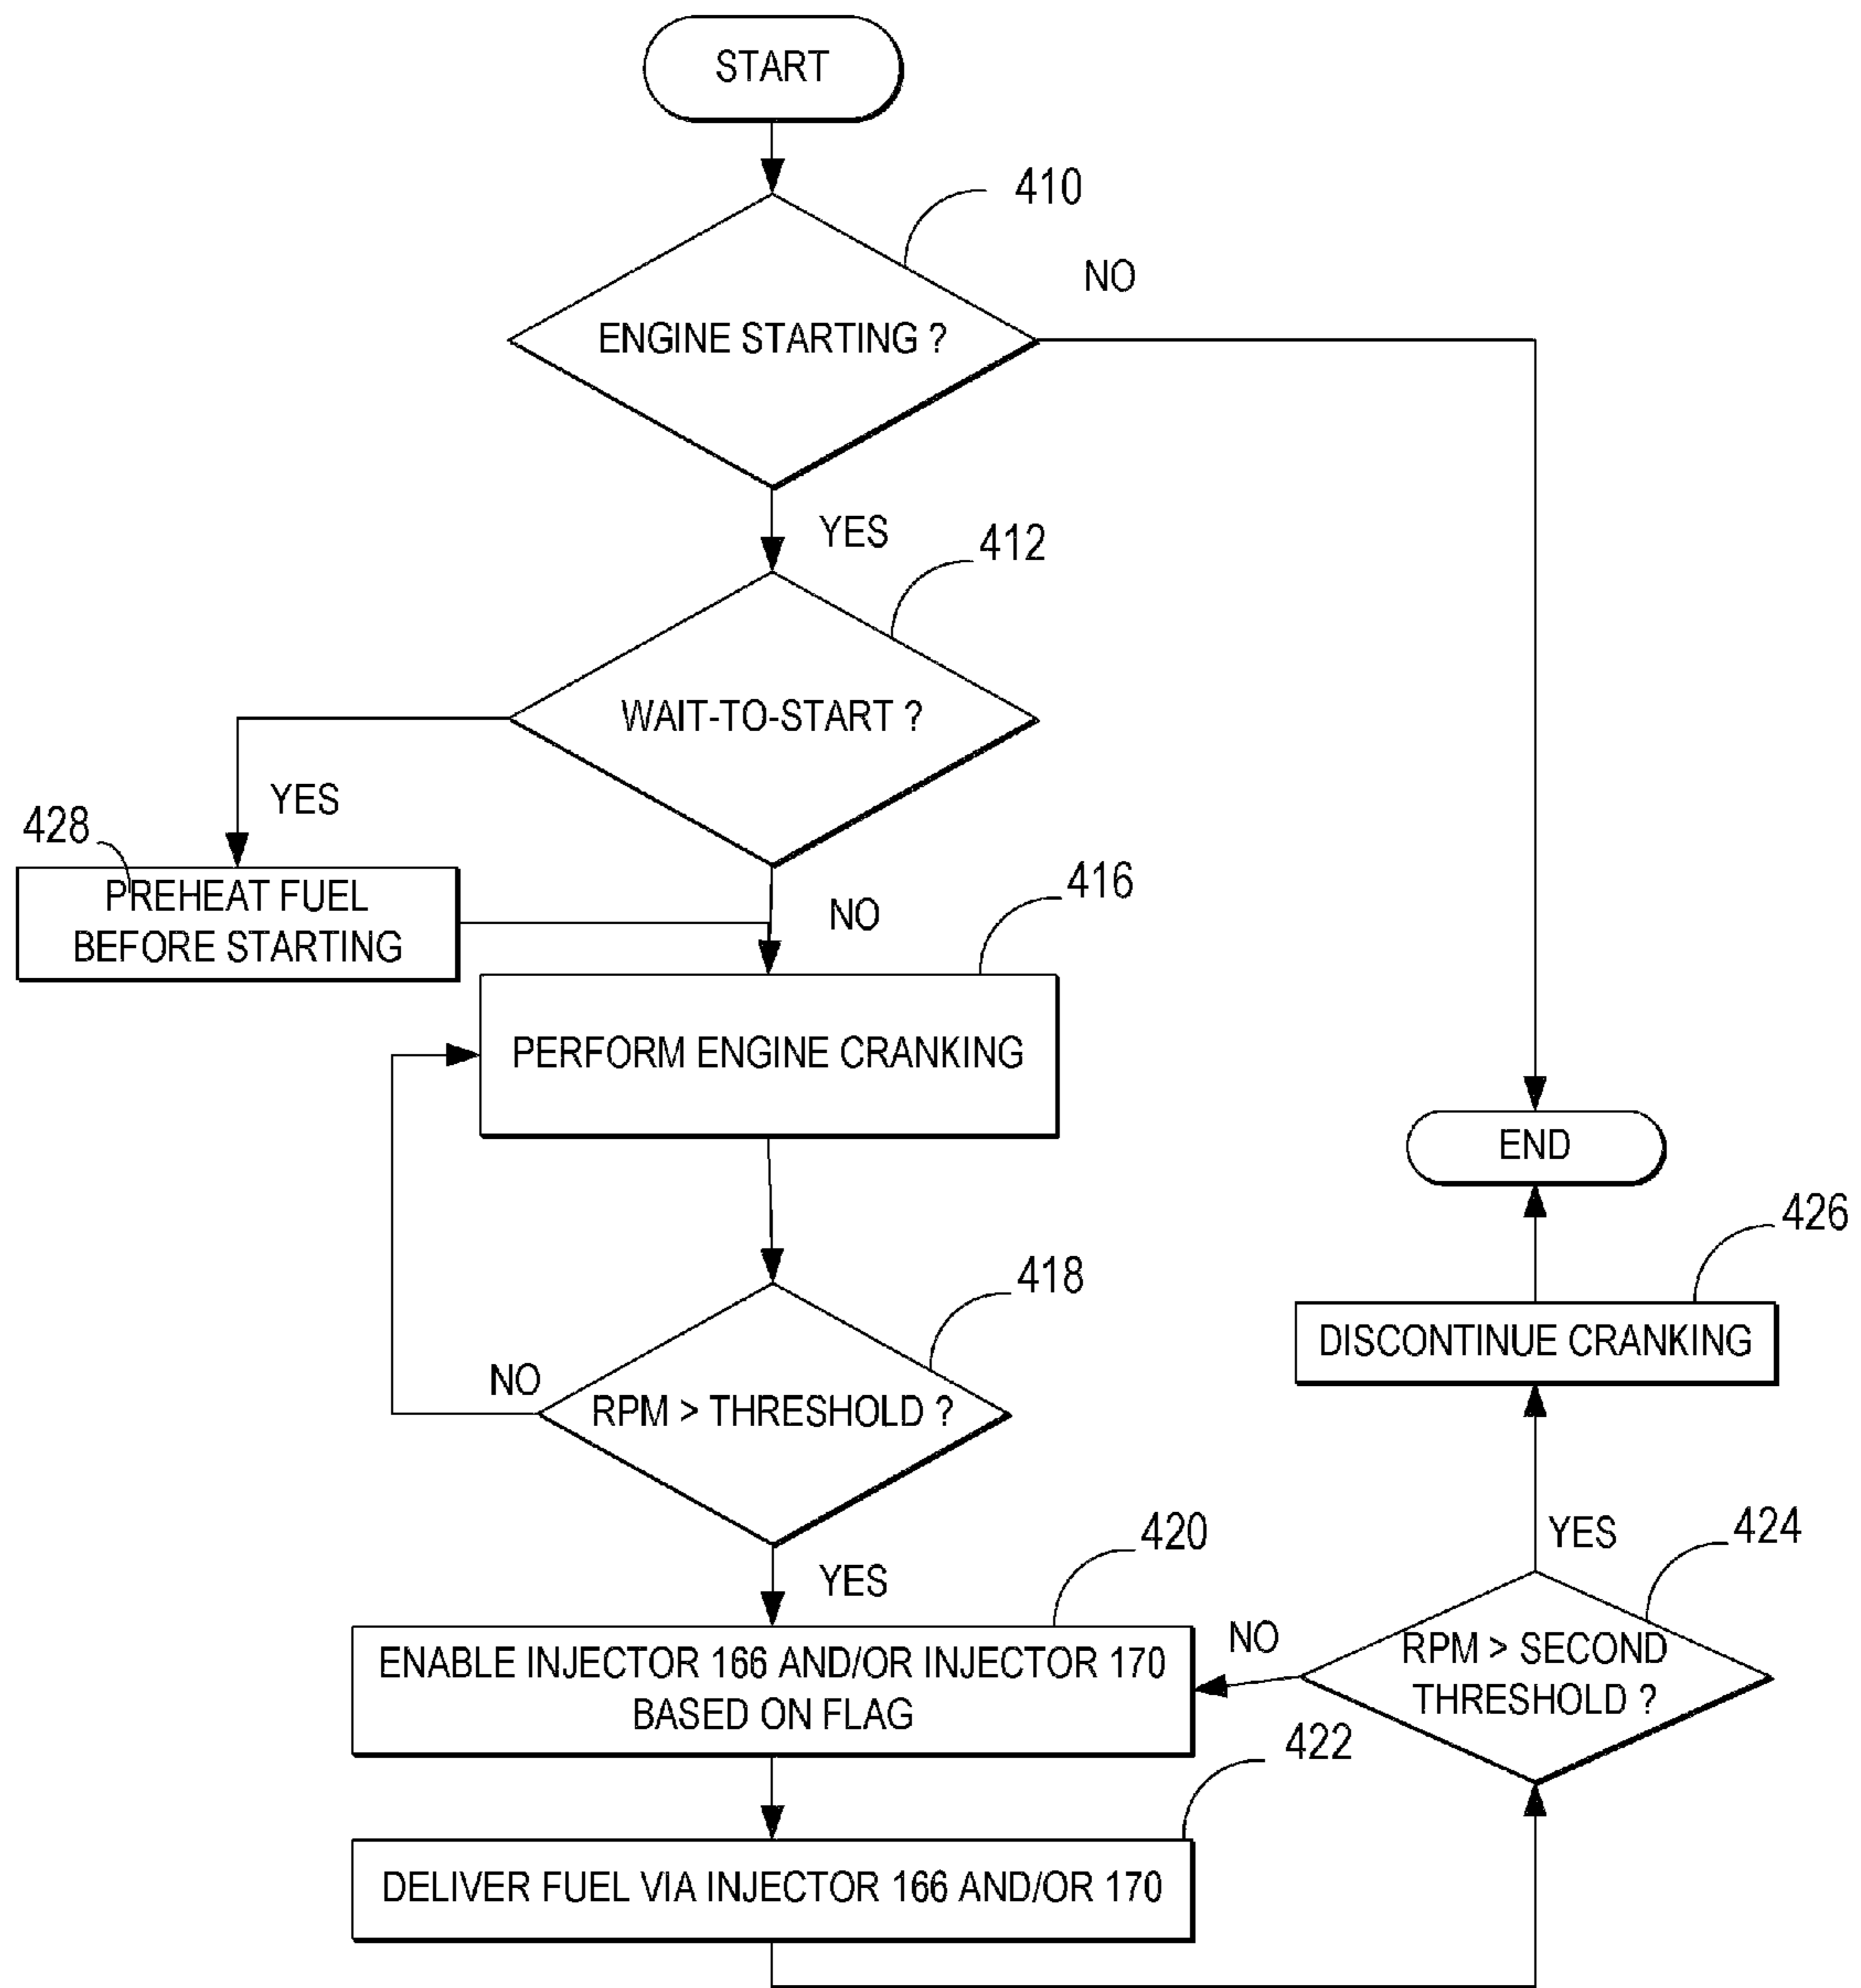 START
410
NO
ENGINE STARTING ?
YES
412
WAIT-TO-START ?
YES
428
PREHEAT FUEL
BEFORE STARTING
NO
416
PERFORM ENGINE CRANKING
END
426
418
DISCONTINUE CRANKING
NO
RPM > THRESHOLD ?
YES
424
420
YES
NO
RPM > SECOND
THRESHOLD ?
ENABLE INJECTOR 166 AND/OR INJECTOR 170
BASED ON FLAG
422
DELIVER FUEL VIA INJECTOR 166 AND/OR 170